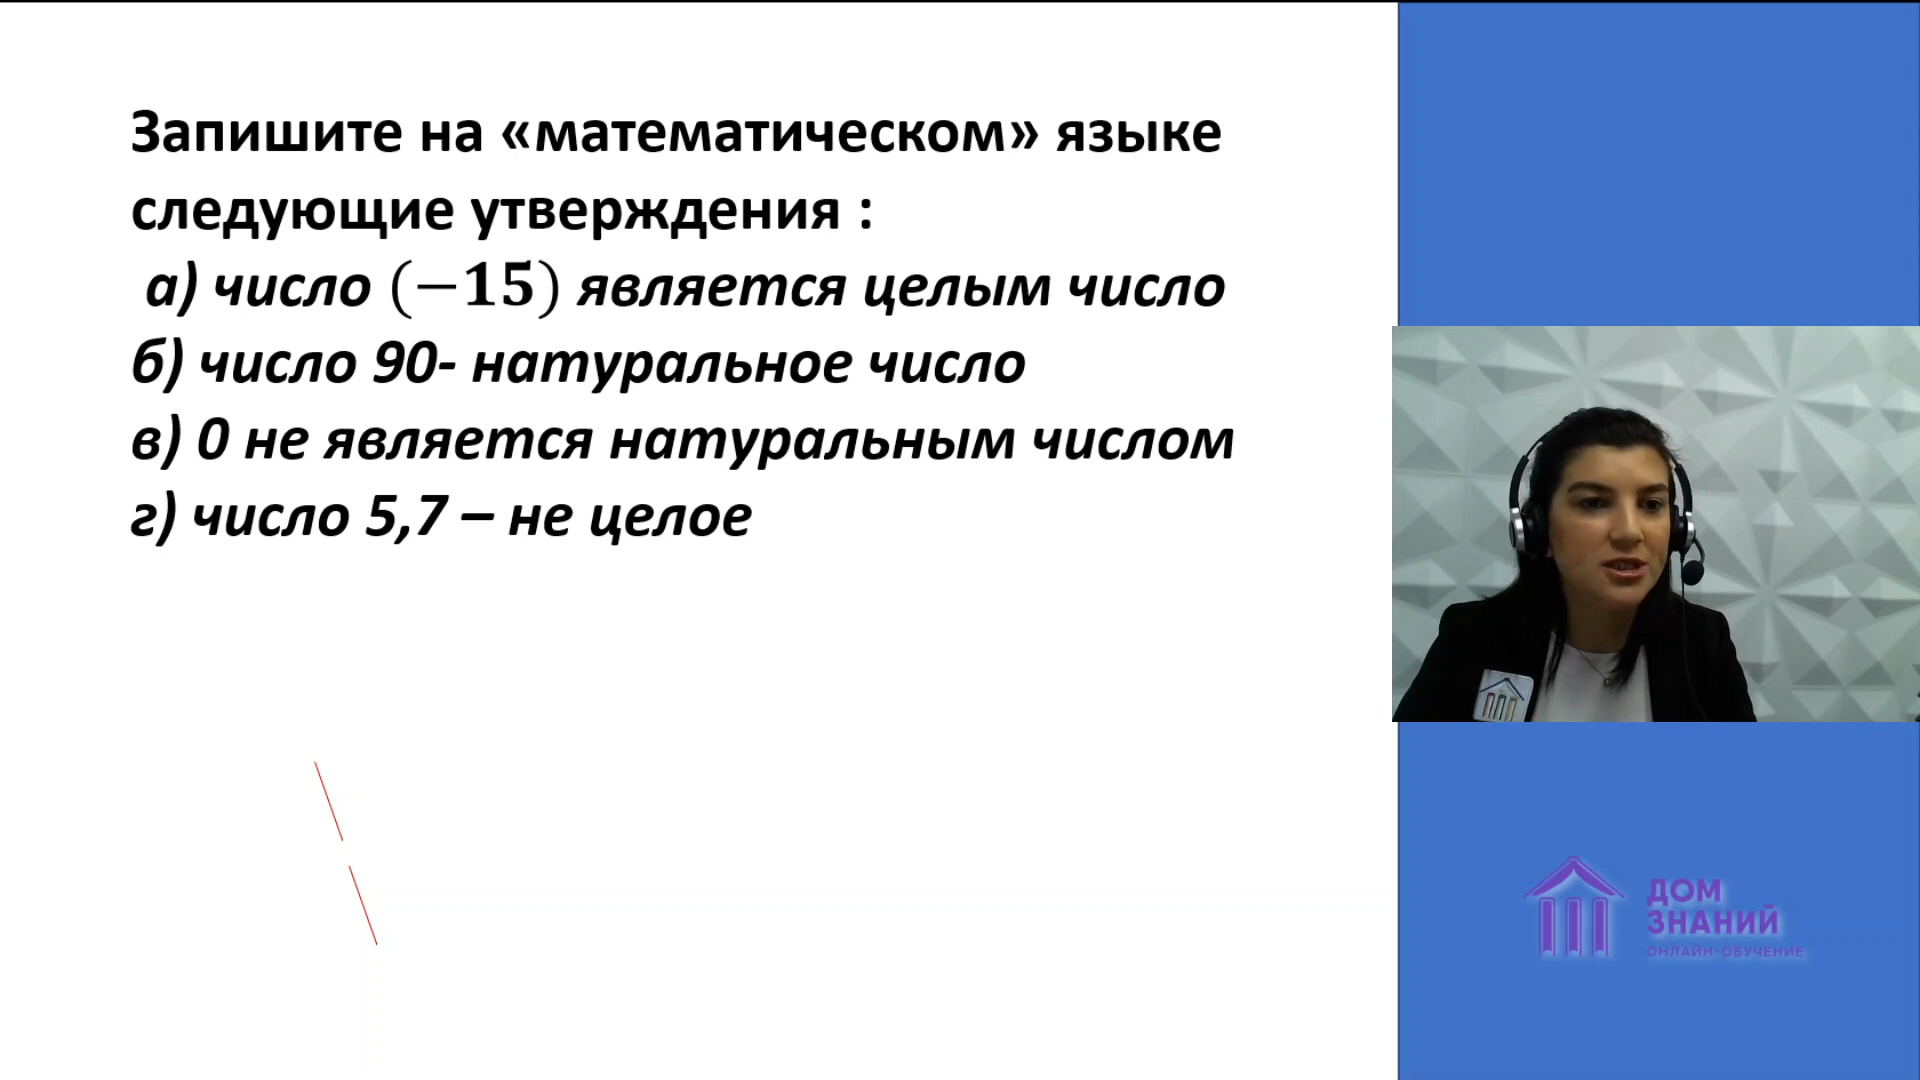 Запишите на «математическом» языке
следующие утверждения :
а) число (−15) является целым число
б) число 90- натуральное число
в) 0 не является натуральным числом
г) число 5,7 – не целое
ДОМ
ЗНАНИЙ
ОНЛАЙН-ОБУЧЕНИЕ